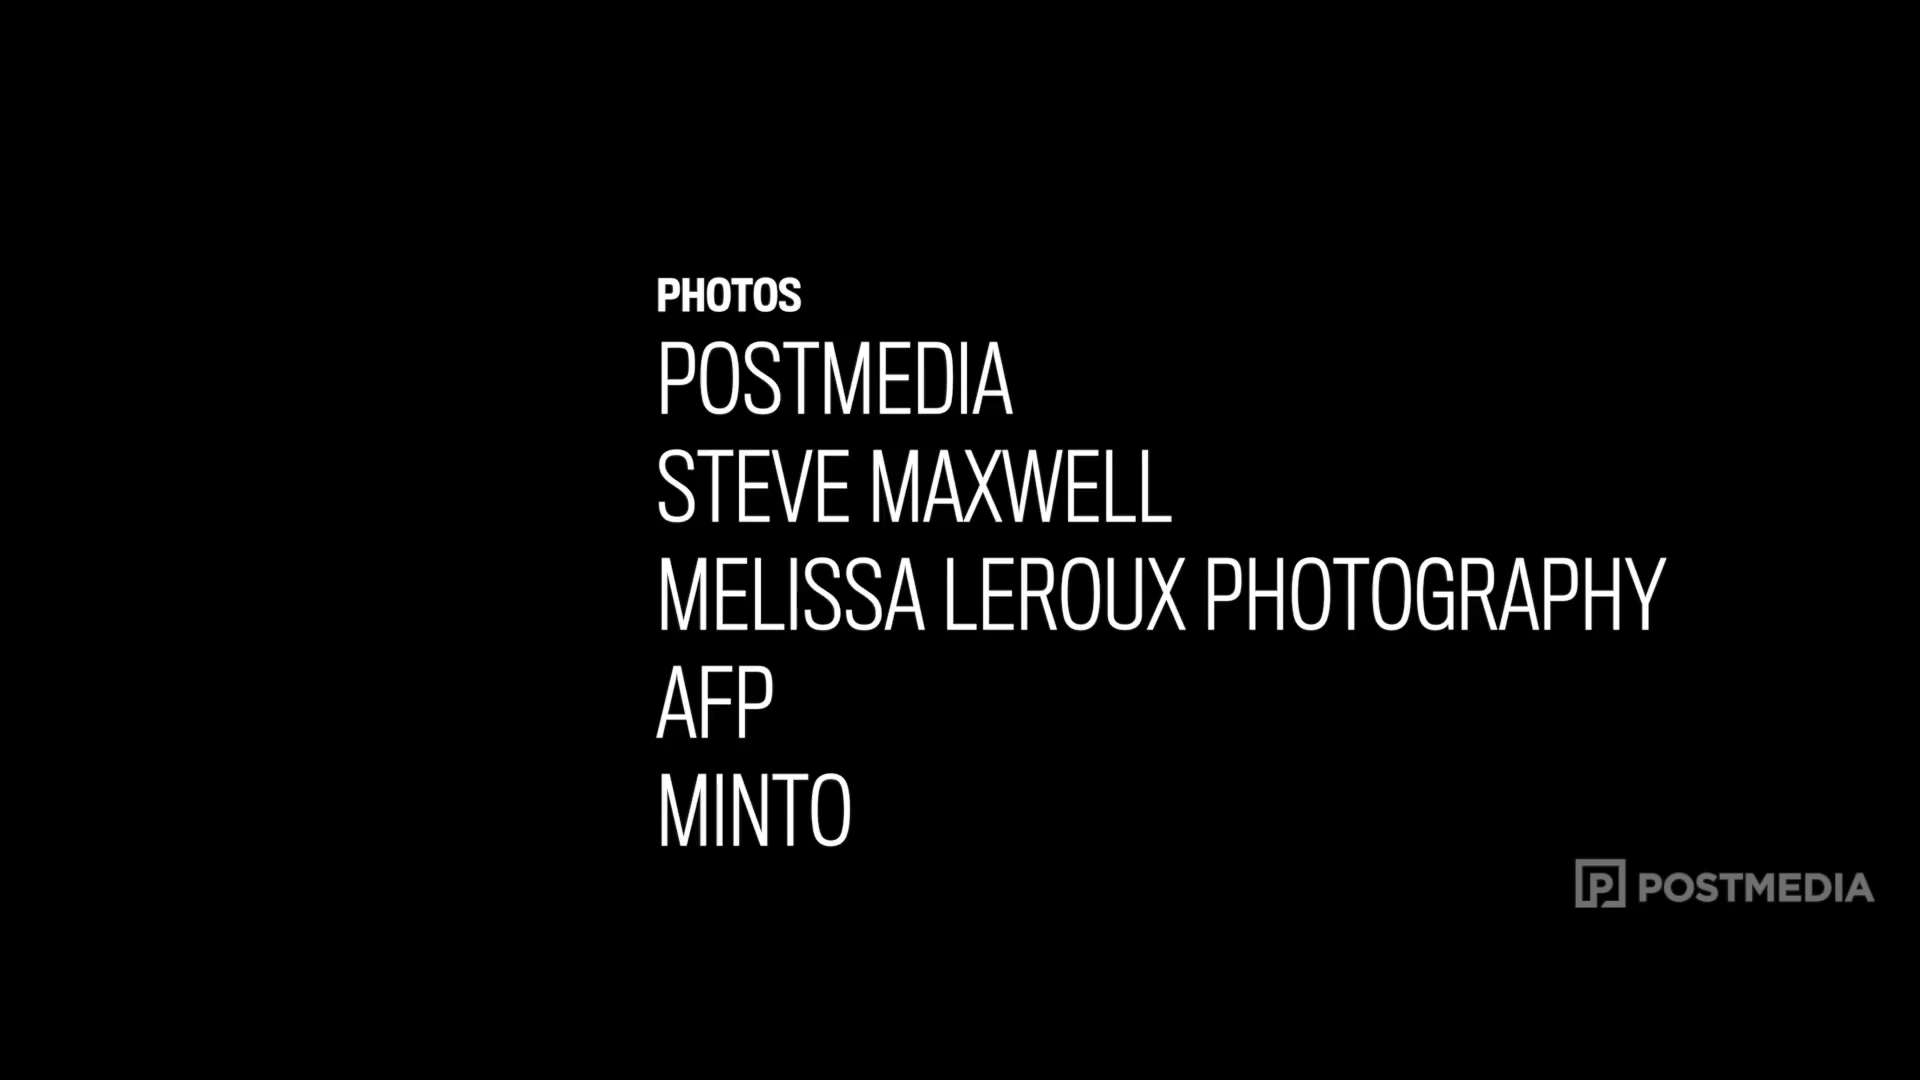 PHOTOS
POSTMEDIA
STEVE MAXWELL
MELISSA LEROUX PHOTOGRAPHY
AFP
MINTO
P POSTMEDIA